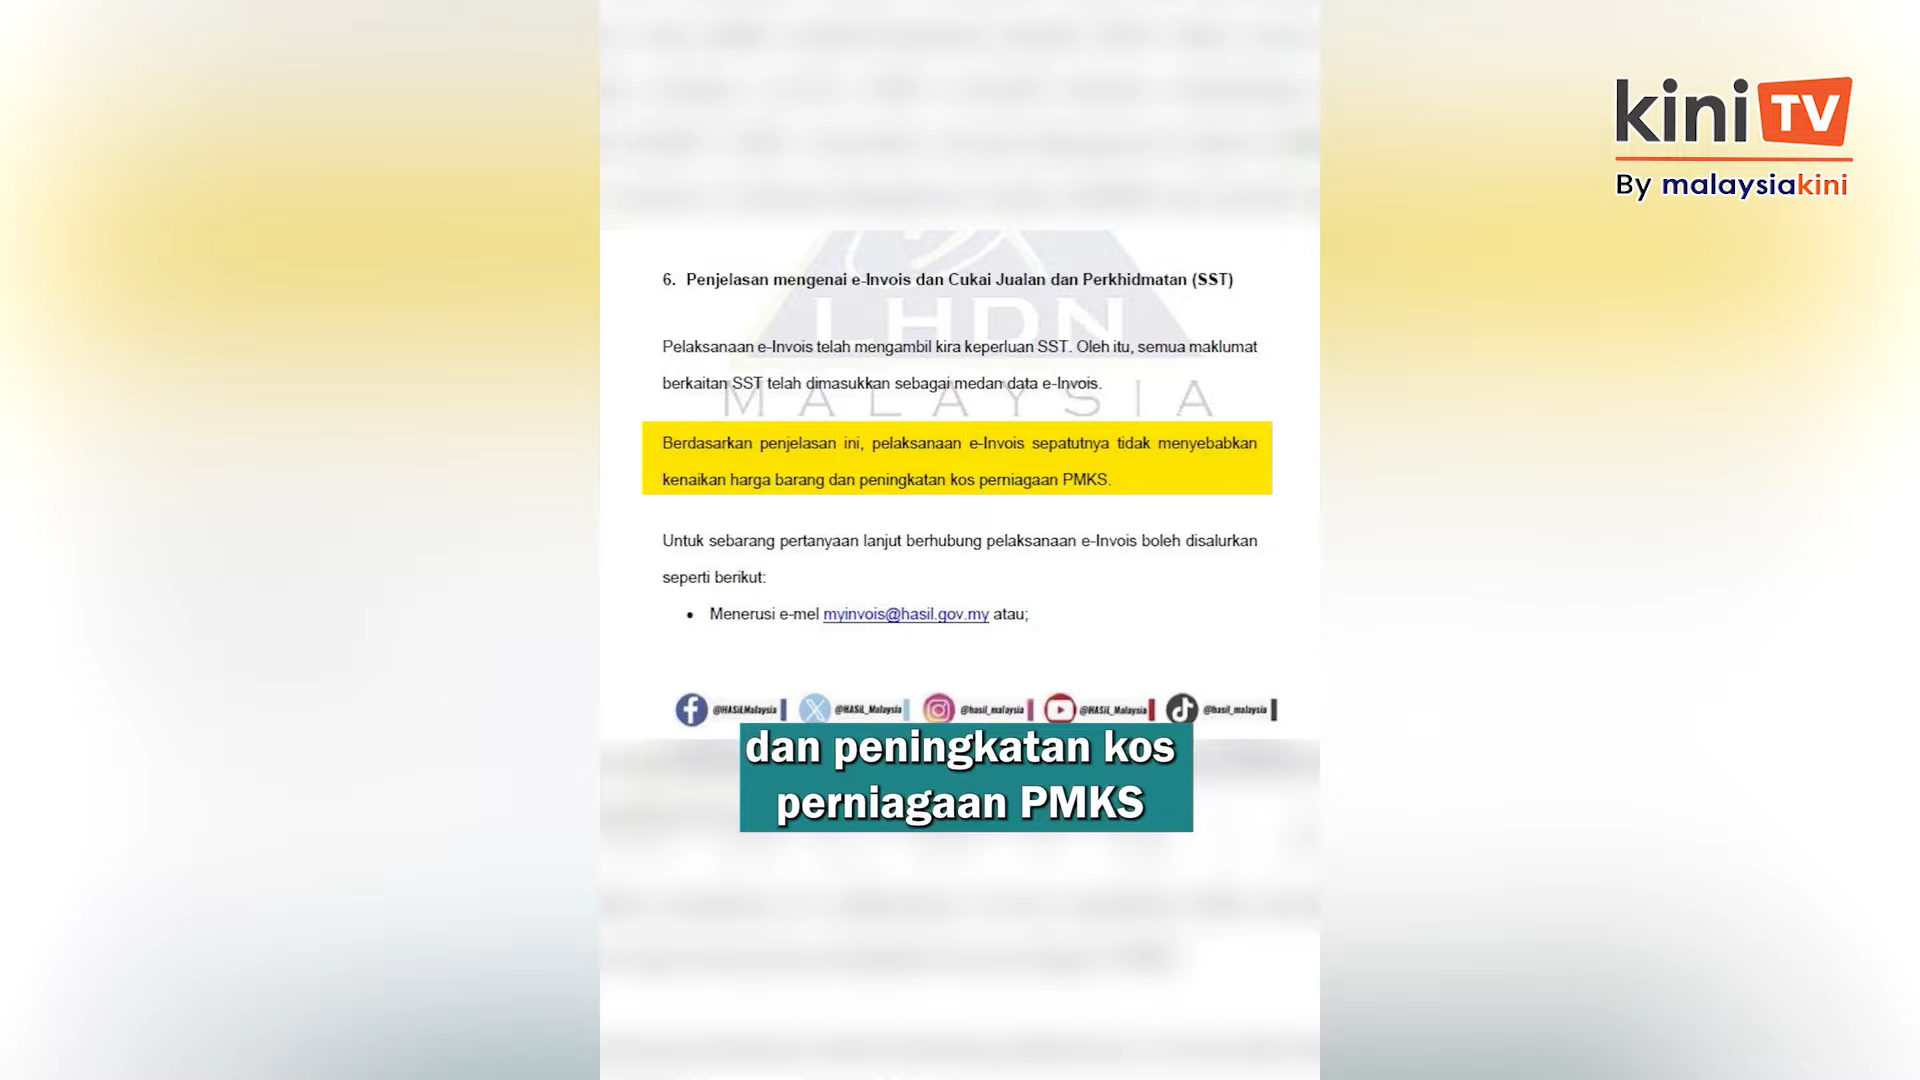 kini TV
By malaysiakini
6. Penjelasan mengenai e-Invois dan Cukai Jualan dan Perkhidmatan (SST)
LHDN
Pelaksanaan e-Invois telah mengambil kira keperluan SST. Oleh itu, semua maklumat
berkaitan SST telah dimasukkan sebagai medan data e-Invois.
MALAYSIA
Berdasarkan penjelasan ini, pelaksanaan e-Invois sepatutnya tidak menyebabkan
kenaikan harga barang dan peningkatan kos perniagaan PMKS.
Untuk sebarang pertanyaan lanjut berhubung pelaksanaan e-Invois boleh disalurkan
seperti berikut:
• Menerusi e-mel myinvois@hasil.gov.my atau;
@HASiLMalaysia @HASiL_Malaysia @hasil_malaysia @HASiL_Malaysia @hasil_malaysia
dan peningkatan kos
perniagaan PMKS